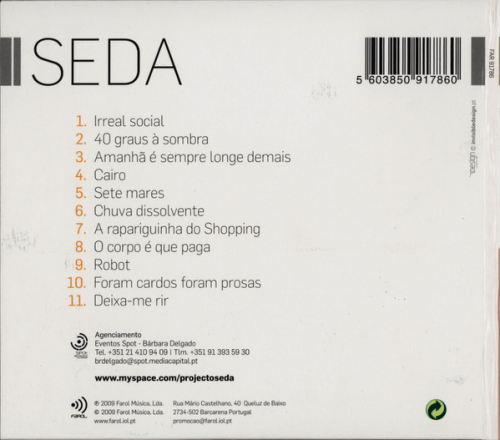 SEDA
5 603850 917860
FAR 91786
1. Irreal social
2. 40 graus à sombra
3. Amanhã é sempre longe demais
4. Cairo
5. Sete mares
6. Chuva dissolvente
7. A rapariguinha do Shopping
8. O corpo é que paga
9. Robot
10. Foram cardos foram prosas
11. Deixa-me rir
Agenciamento
Eventos Spot - Bárbara Delgado
Tel. +351 21 410 94 09 | Tlm. +351 91 393 59 30
brdelgado@spot.mediacapital.pt
www.myspace.com/projectoseda
℗ 2009 Farol Música, Lda.
© 2009 Farol Música, Lda.
www.farol.iol.pt
Rua Mário Castelhano, 40 Queluz de Baixo
2734-502 Barcarena Portugal
promocao@farol.iol.pt
FAROL